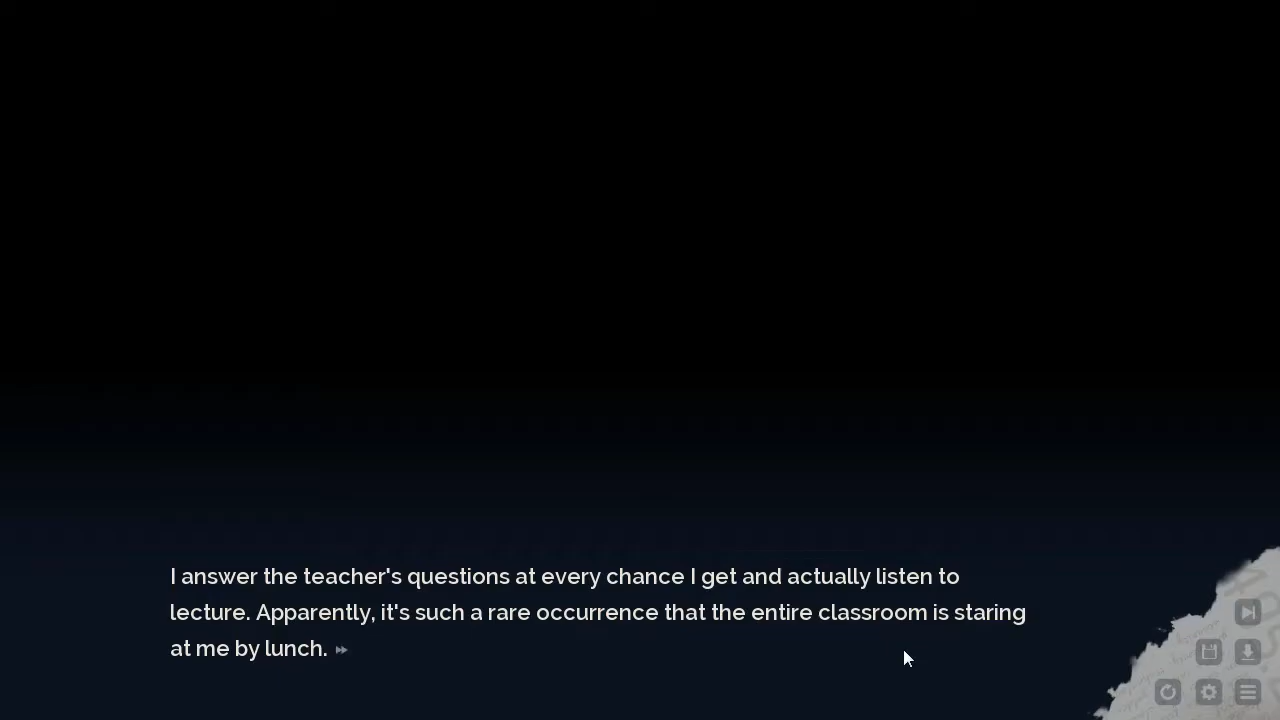 I answer the teacher's questions at every chance I get and actually listen to
lecture. Apparently, it's such a rare occurrence that the entire classroom is staring
at me by lunch.